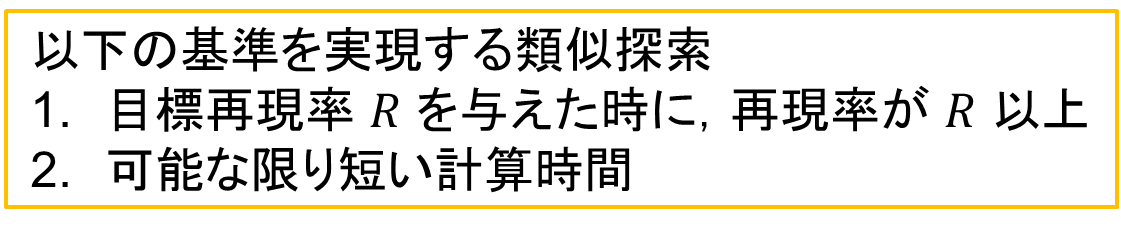 以下の基準を実現する類似探索
1. 目標再現率 R を与えた時に, 再現率が R 以上
2. 可能な限り短い計算時間